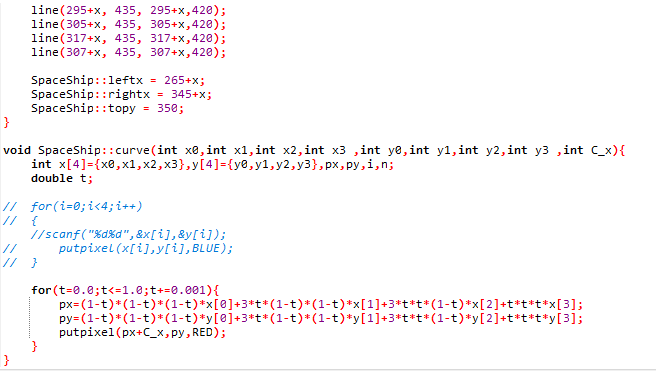 line(295+x, 435, 295+x,420);
line(305+x, 435, 305+x,420);
line(317+x, 435, 317+x,420);
line(307+x, 435, 307+x,420);
SpaceShip::leftx = 265+x;
SpaceShip::rightx = 345+x;
SpaceShip::topy = 350;
}
void SpaceShip::curve(int x0,int x1,int x2,int x3 ,int y0,int y1,int y2,int y3 ,int C_x){
int x[4]={x0,x1,x2,x3},y[4]={y0,y1,y2,y3},px,py,i,n;
double t;
// for(i=0;i<4;i++)
// {
//scanf("%d%d",&x[i],&y[i]);
// putpixel(x[i],y[i],BLUE);
// }
for(t=0.0;t<=1.0;t+=0.001){
px=(1-t)*(1-t)*(1-t)*x[0]+3*t*(1-t)*(1-t)*x[1]+3*t*t*(1-t)*x[2]+t*t*t*x[3];
py=(1-t)*(1-t)*(1-t)*y[0]+3*t*(1-t)*(1-t)*y[1]+3*t*t*(1-t)*y[2]+t*t*t*y[3];
putpixel(px+C_x,py,RED);
}
}